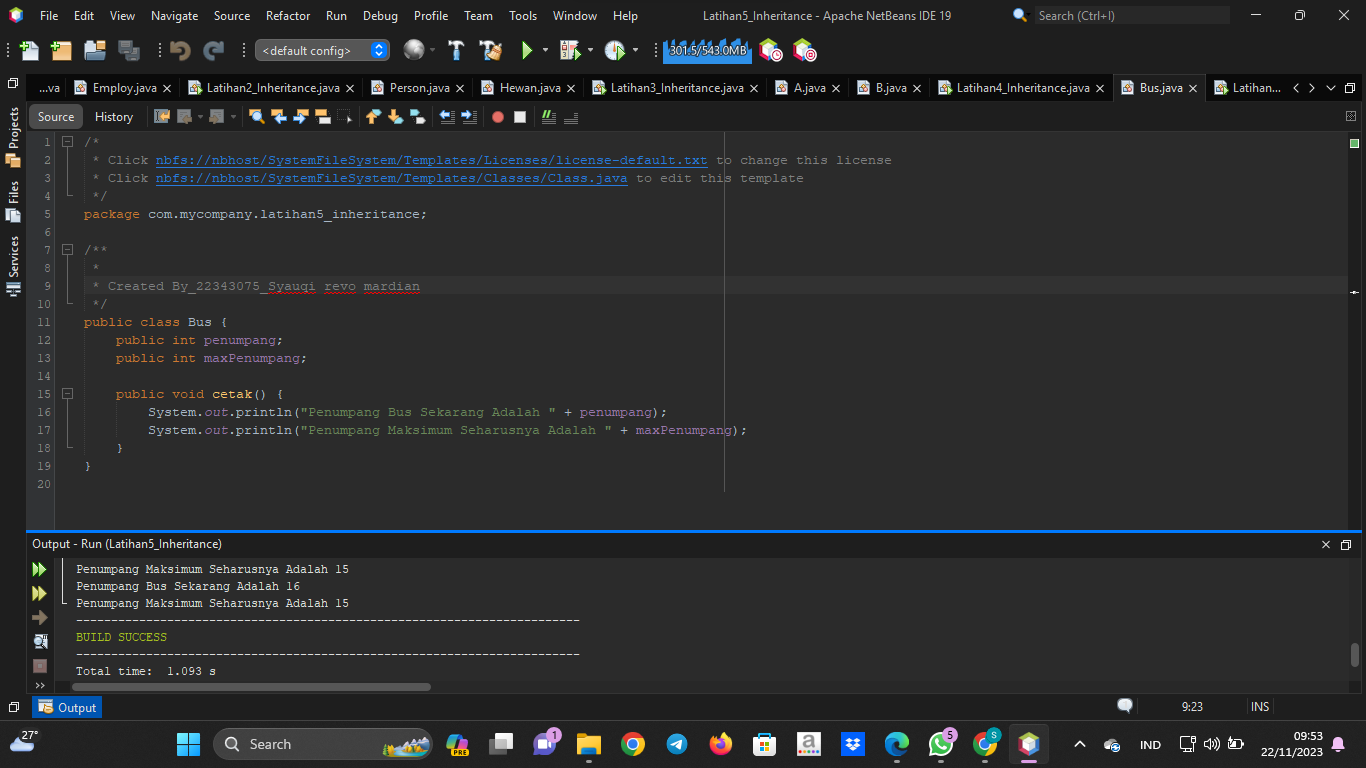 File Edit View Navigate Source Refactor Run Debug Profile Team Tools Window Help Latihan5_Inheritance - Apache NetBeans IDE 19 Search (Ctrl+I)
<default config> 301.5/543.0MB
...va Employ.java Latihan2_Inheritance.java Person.java Hewan.java Latihan3_Inheritance.java A.java B.java Latihan4_Inheritance.java Bus.java Latihan...
Source History
Projects
Files
Services
1 /*
2 * Click nbfs://nbhost/SystemFileSystem/Templates/Licenses/license-default.txt to change this license
3 * Click nbfs://nbhost/SystemFileSystem/Templates/Classes/Class.java to edit this template
4 */
5 package com.mycompany.latihan5_inheritance;
6
7 /**
8 *
9 * Created By_22343075_Syauqi revo mardian
10 */
11 public class Bus {
12 public int penumpang;
13 public int maxPenumpang;
14
15 public void cetak() {
16 System.out.println("Penumpang Bus Sekarang Adalah " + penumpang);
17 System.out.println("Penumpang Maksimum Seharusnya Adalah " + maxPenumpang);
18 }
19 }
20
Output - Run (Latihan5_Inheritance)
Penumpang Maksimum Seharusnya Adalah 15
Penumpang Bus Sekarang Adalah 16
Penumpang Maksimum Seharusnya Adalah 15
------------------------------------------------------------------------
BUILD SUCCESS
------------------------------------------------------------------------
Total time: 1.093 s
Output 9:23 INS
27° Search PRE 1 a 5 S IND 09:53
22/11/2023